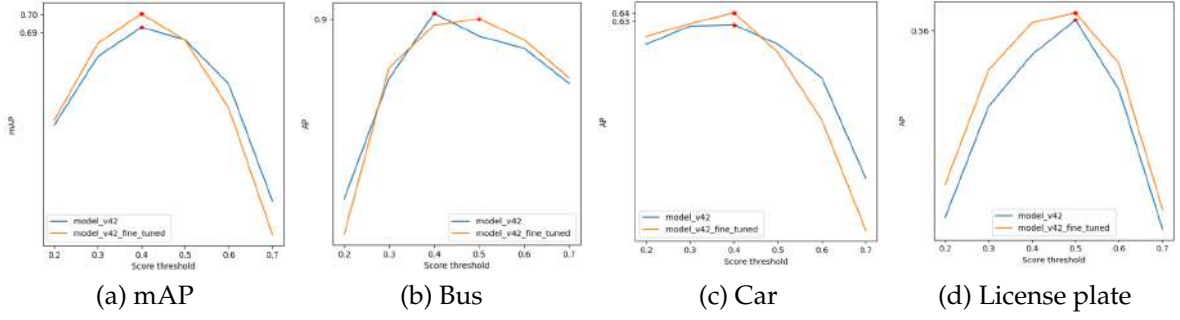 0.70
0.69
mAP
model_v42
model_v42_fine_tuned
0.2 0.3 0.4 0.5 0.6 0.7
Score threshold
(a) mAP
0.9
AP
model_v42
model_v42_fine_tuned
0.2 0.3 0.4 0.5 0.6 0.7
Score threshold
(b) Bus
0.64
0.63
AP
model_v42
model_v42_fine_tuned
0.2 0.3 0.4 0.5 0.6 0.7
Score threshold
(c) Car
0.56
AP
model_v42
model_v42_fine_tuned
0.2 0.3 0.4 0.5 0.6 0.7
Score threshold
(d) License plate